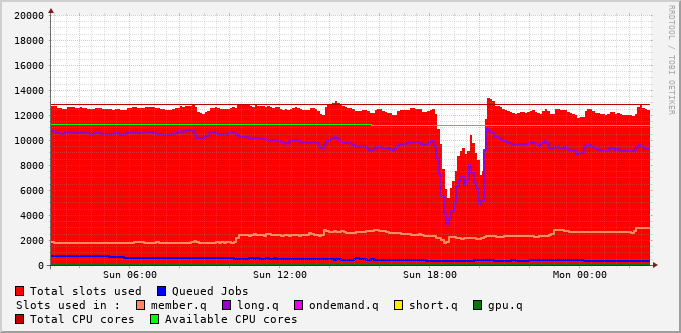 20000
18000
16000
14000
12000
10000
8000
6000
4000
2000
0
Sun 06:00 Sun 12:00 Sun 18:00 Mon 00:00
RRDTOOL / TOBI OETIKER
Total slots used Queued Jobs
Slots used in : member.q long.q ondemand.q short.q gpu.q
Total CPU cores Available CPU cores